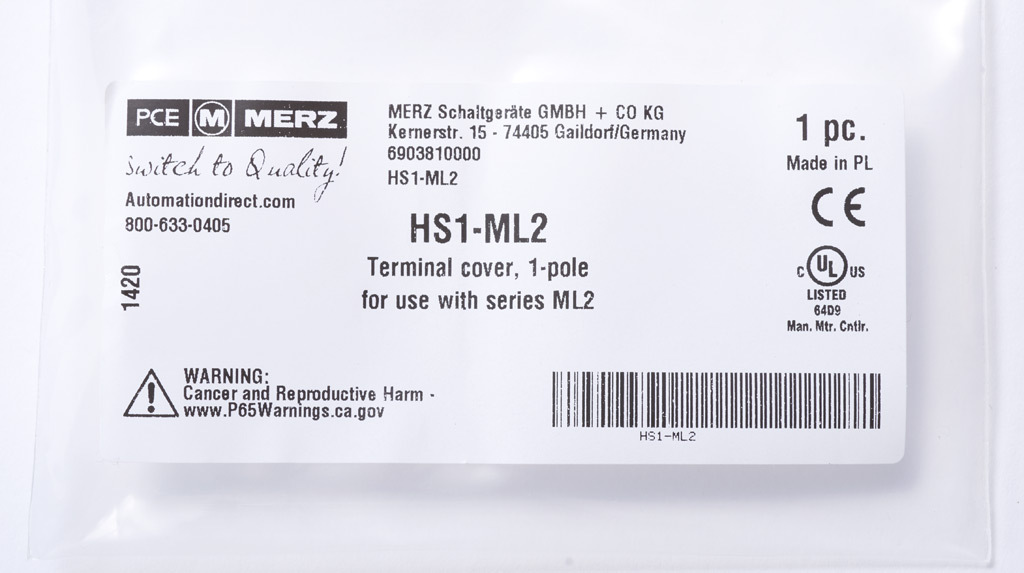 PCE M MERZ
switch to Quality!
Automationdirect.com
800-633-0405
1420
MERZ Schaltgeräte GMBH + CO KG
Kernerstr. 15 - 74405 Gaildorf/Germany
6903810000
HS1-ML2
HS1-ML2
Terminal cover, 1-pole
for use with series ML2
1 pc.
Made in PL
CE
C UL US
LISTED
64D9
Man. Mtr. Cntlr.
WARNING:
Cancer and Reproductive Harm -
www.P65Warnings.ca.gov
HS1-ML2